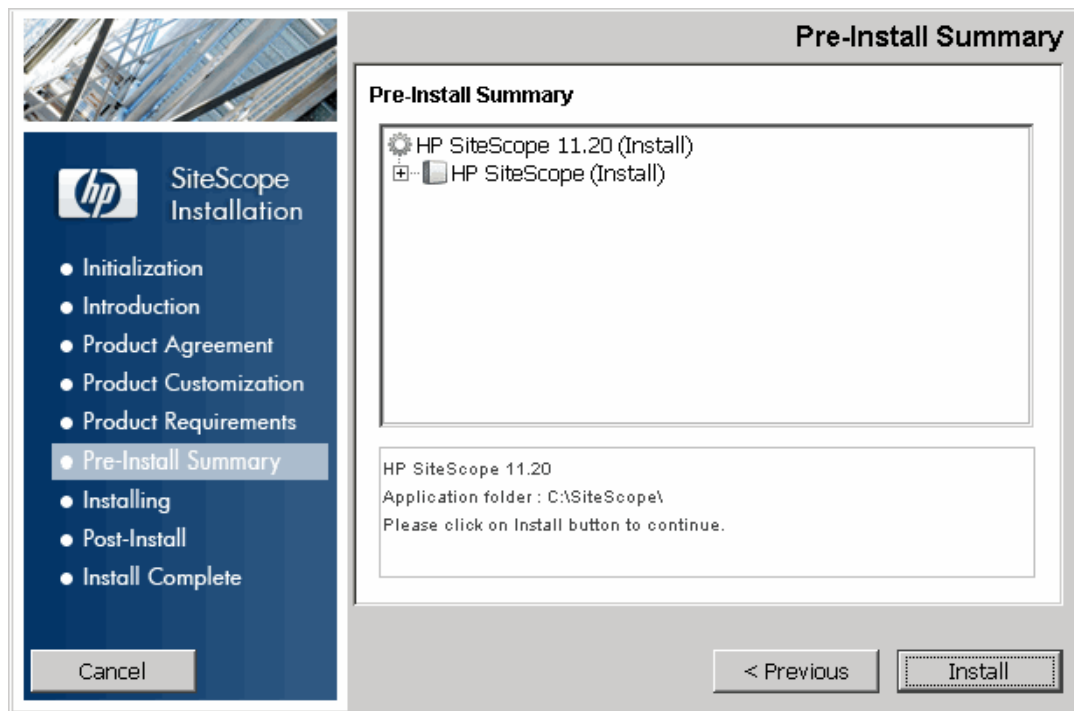 Pre-Install Summary
Pre-Install Summary
HP SiteScope 11.20 (Install)
HP SiteScope (Install)
hp
SiteScope
Installation
Initialization
Introduction
Product Agreement
Product Customization
Product Requirements
Pre-Install Summary
Installing
Post-Install
Install Complete
HP SiteScope 11.20
Application folder : C:\SiteScope\
Please click on Install button to continue.
Cancel
< Previous
Install